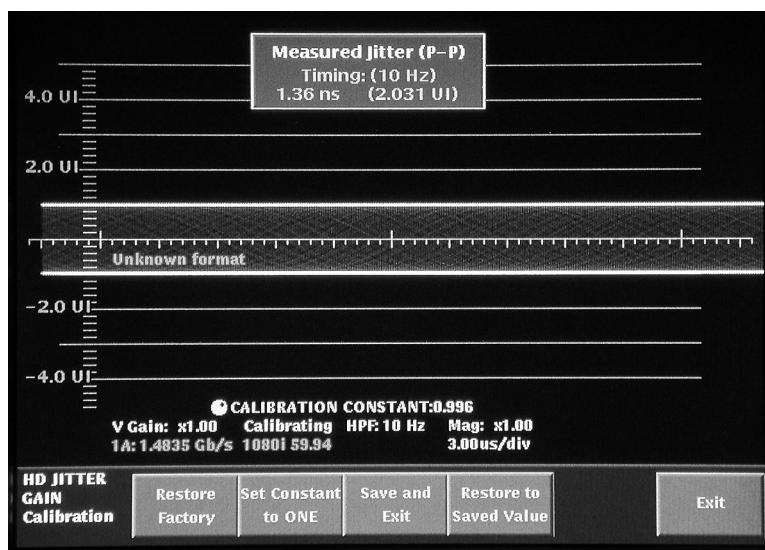 Measured Jitter (P-P)
Timing: (10 Hz)
1.36 ns (2.031 UI)
4.0 UI
2.0 UI
Unknown format
-2.0 UI
-4.0 UI
CALIBRATION CONSTANT:0.996
V Gain: x1.00 Calibrating HPF: 10 Hz Mag: x1.00
1A: 1.4835 Gb/s 1080i 59.94 3.00us/div
HD JITTER
GAIN
Calibration
Restore
Factory
Set Constant
to ONE
Save and
Exit
Restore to
Saved Value
Exit